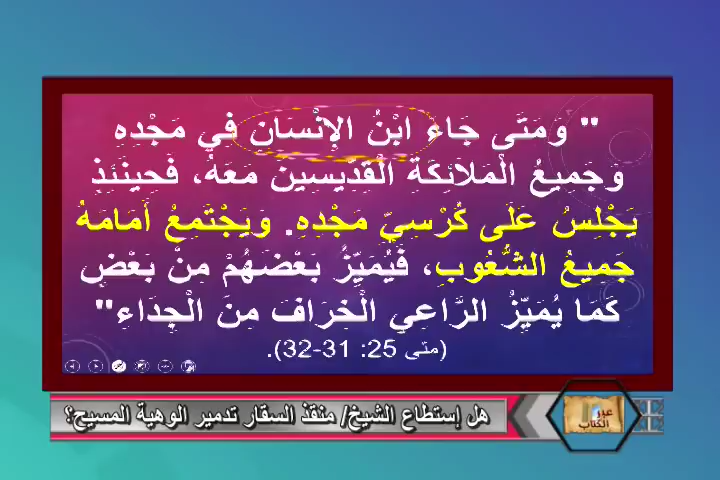 " وَمَتَى جَاءَ ابْنُ الإِنْسَانِ فِي مَجْدِهِ
وَجَمِيعُ الْمَلاَئِكَةِ الْقِدِّيسِينَ مَعَهُ، فَحِينَئِذٍ
يَجْلِسُ عَلَى كُرْسِيِّ مَجْدِهِ. وَيَجْتَمِعُ أَمَامَهُ
جَمِيعُ الشُّعُوبِ، فَيُمَيِّزُ بَعْضَهُمْ مِنْ بَعْضٍ
كَمَا يُمَيِّزُ الرَّاعِي الْخِرَافَ مِنَ الْجِدَاءِ"
(متى 25: 31-32).
هل إستطاع الشيخ/ منقذ السقار تدمير الوهية المسيح؟
الكتاب